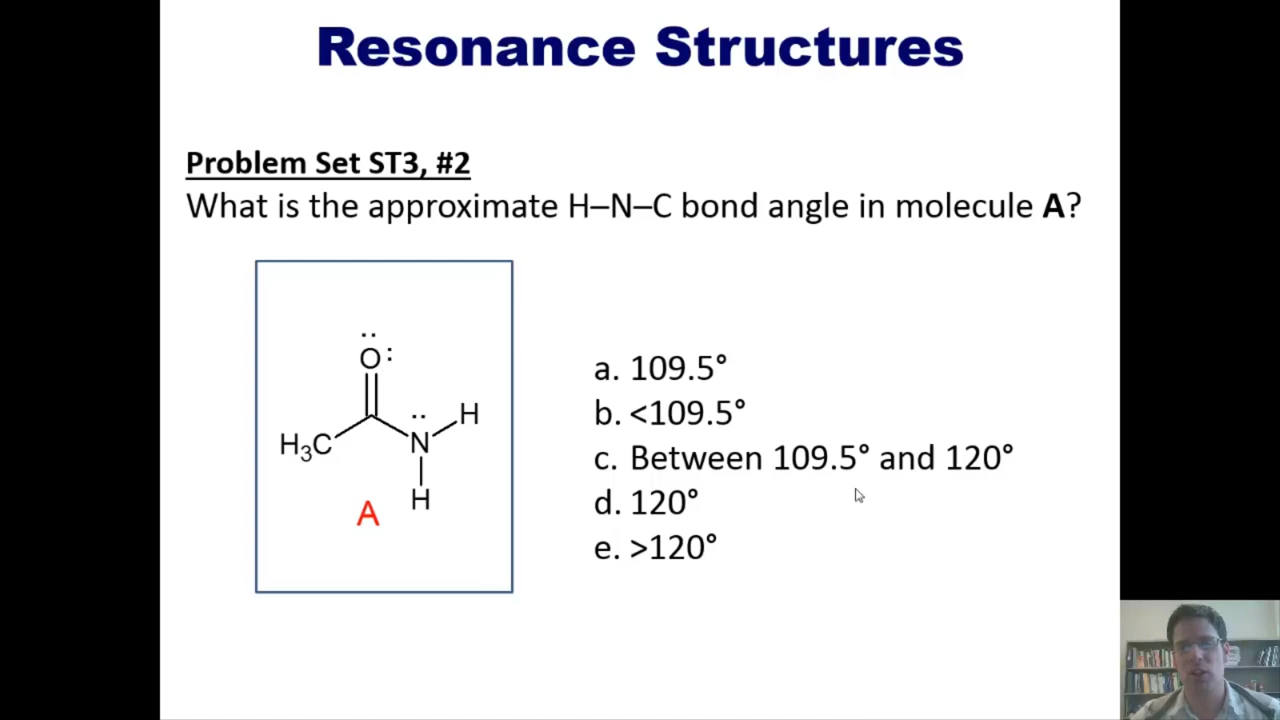 Resonance Structures
Problem Set ST3, #2
What is the approximate H–N–C bond angle in molecule A?
O
H₃C
N
H
H
A
a. 109.5°
b. <109.5°
c. Between 109.5° and 120°
d. 120°
e. >120°